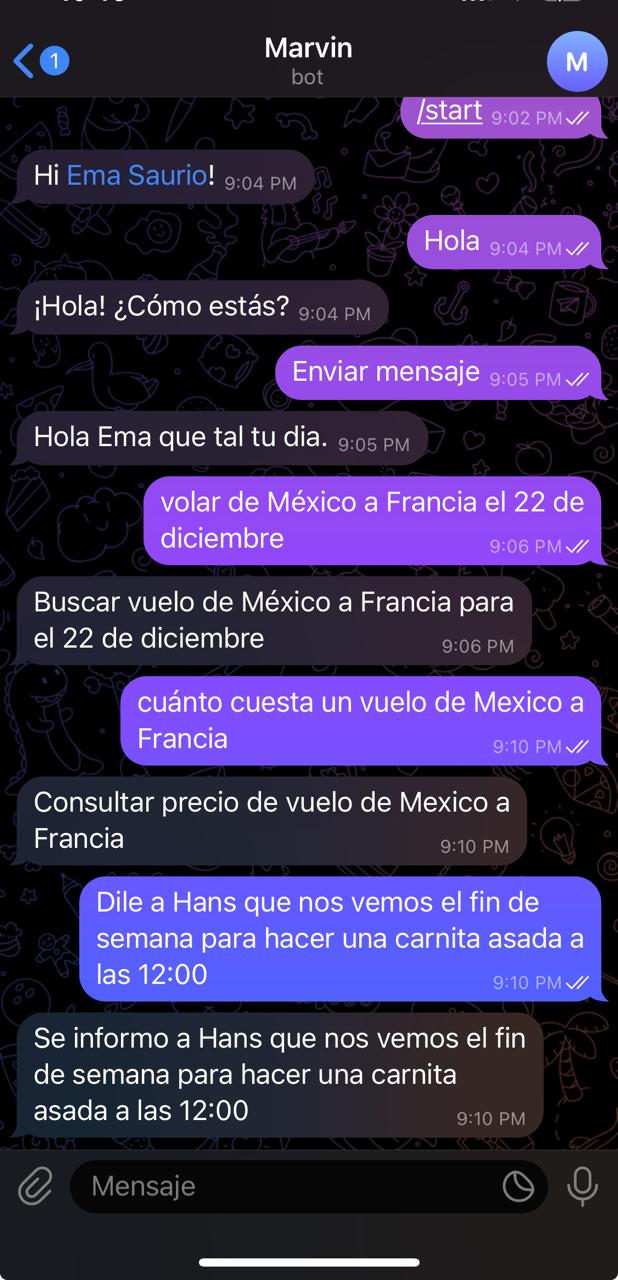 1
Marvin
bot
M
/start 9:02 PM
Hi Ema Saurio! 9:04 PM
Hola 9:04 PM
¡Hola! ¿Cómo estás? 9:04 PM
Enviar mensaje 9:05 PM
Hola Ema que tal tu dia. 9:05 PM
volar de México a Francia el 22 de
diciembre 9:06 PM
Buscar vuelo de México a Francia para
el 22 de diciembre 9:06 PM
cuánto cuesta un vuelo de Mexico a
Francia 9:10 PM
Consultar precio de vuelo de Mexico a
Francia 9:10 PM
Dile a Hans que nos vemos el fin de
semana para hacer una carnita asada a
las 12:00 9:10 PM
Se informo a Hans que nos vemos el fin
de semana para hacer una carnita
asada a las 12:00 9:10 PM
Mensaje